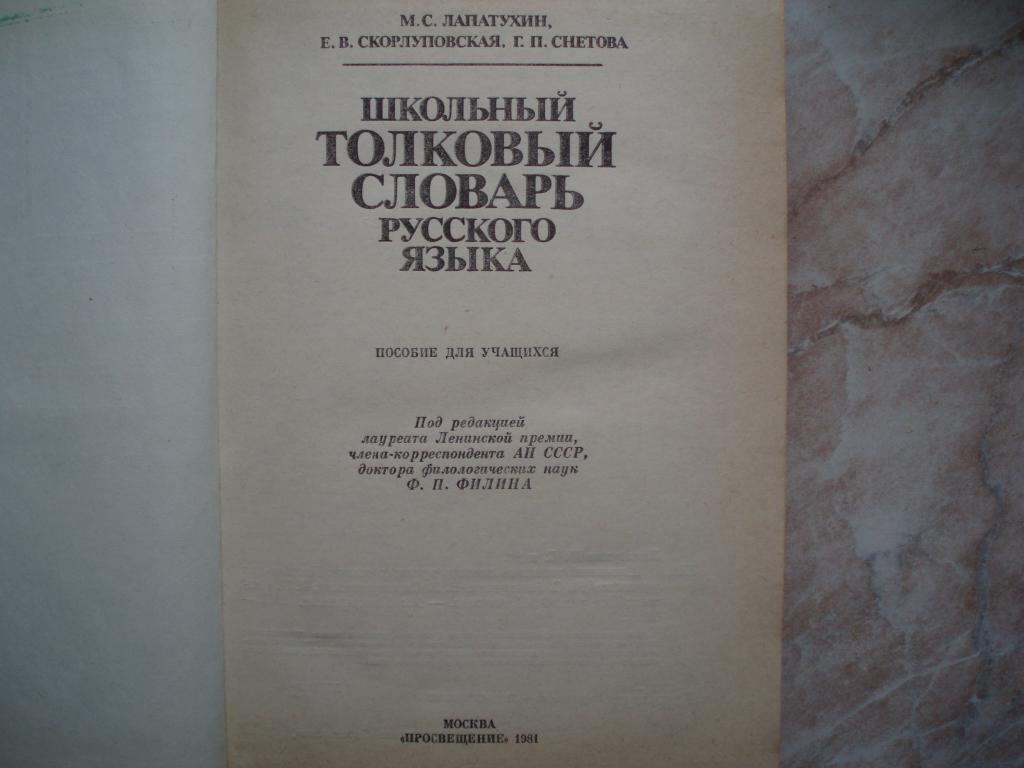 М. С. ЛАПАТУХИН,
Е. В. СКОРЛУПОВСКАЯ, Г. П. СНЕТОВА
ШКОЛЬНЫЙ
ТОЛКОВЫЙ
СЛОВАРЬ
РУССКОГО
ЯЗЫКА
ПОСОБИЕ ДЛЯ УЧАЩИХСЯ
Под редакцией
лауреата Ленинской премии,
члена-корреспондента АН СССР,
доктора филологических наук
Ф. П. ФИЛИНА
МОСКВА
«ПРОСВЕЩЕНИЕ» 1981